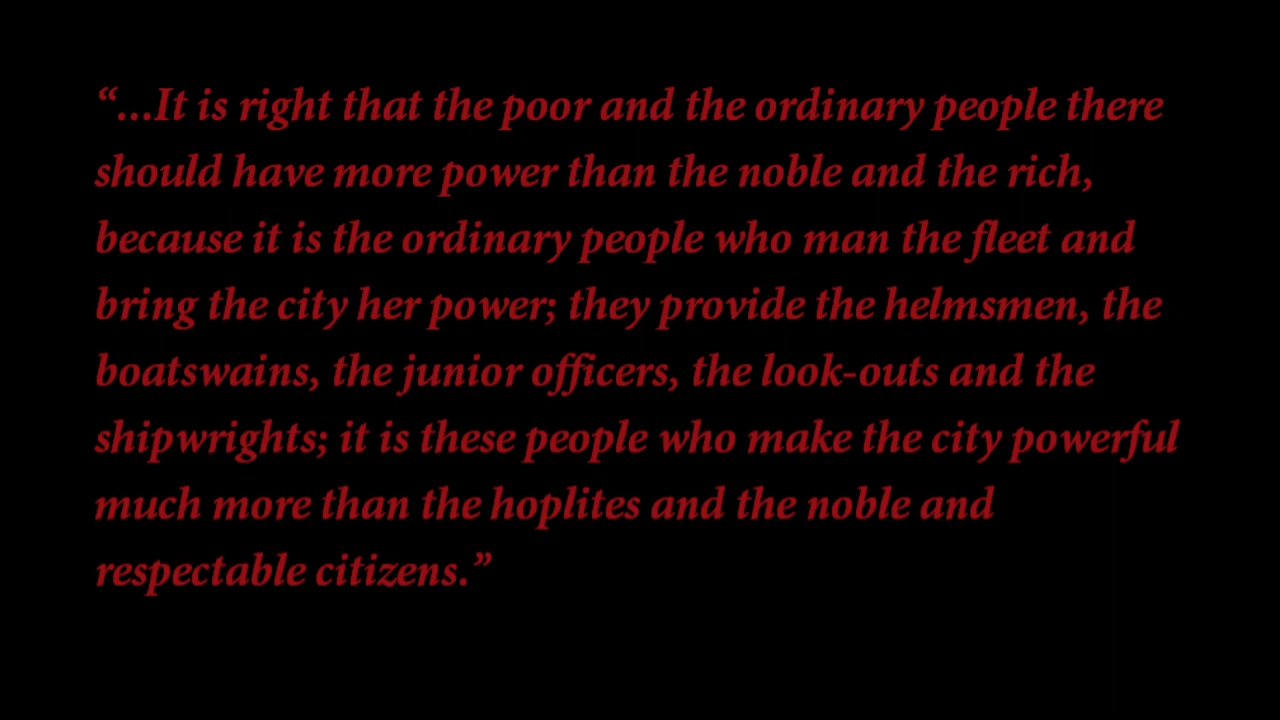 “...It is right that the poor and the ordinary people there
should have more power than the noble and the rich,
because it is the ordinary people who man the fleet and
bring the city her power; they provide the helmsmen, the
boatswains, the junior officers, the look-outs and the
shipwrights; it is these people who make the city powerful
much more than the hoplites and the noble and
respectable citizens.”